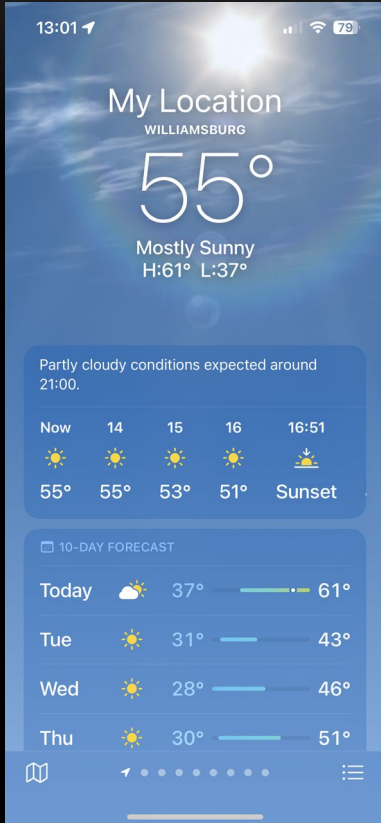 13:01
79
My Location
WILLIAMSBURG
55°
Mostly Sunny
H:61° L:37°
Partly cloudy conditions expected around
21:00.
Now 14 15 16 16:51
55° 55° 53° 51° Sunset
10-DAY FORECAST
Today 37° 61°
Tue 31° 43°
Wed 28° 46°
Thu 30° 51°